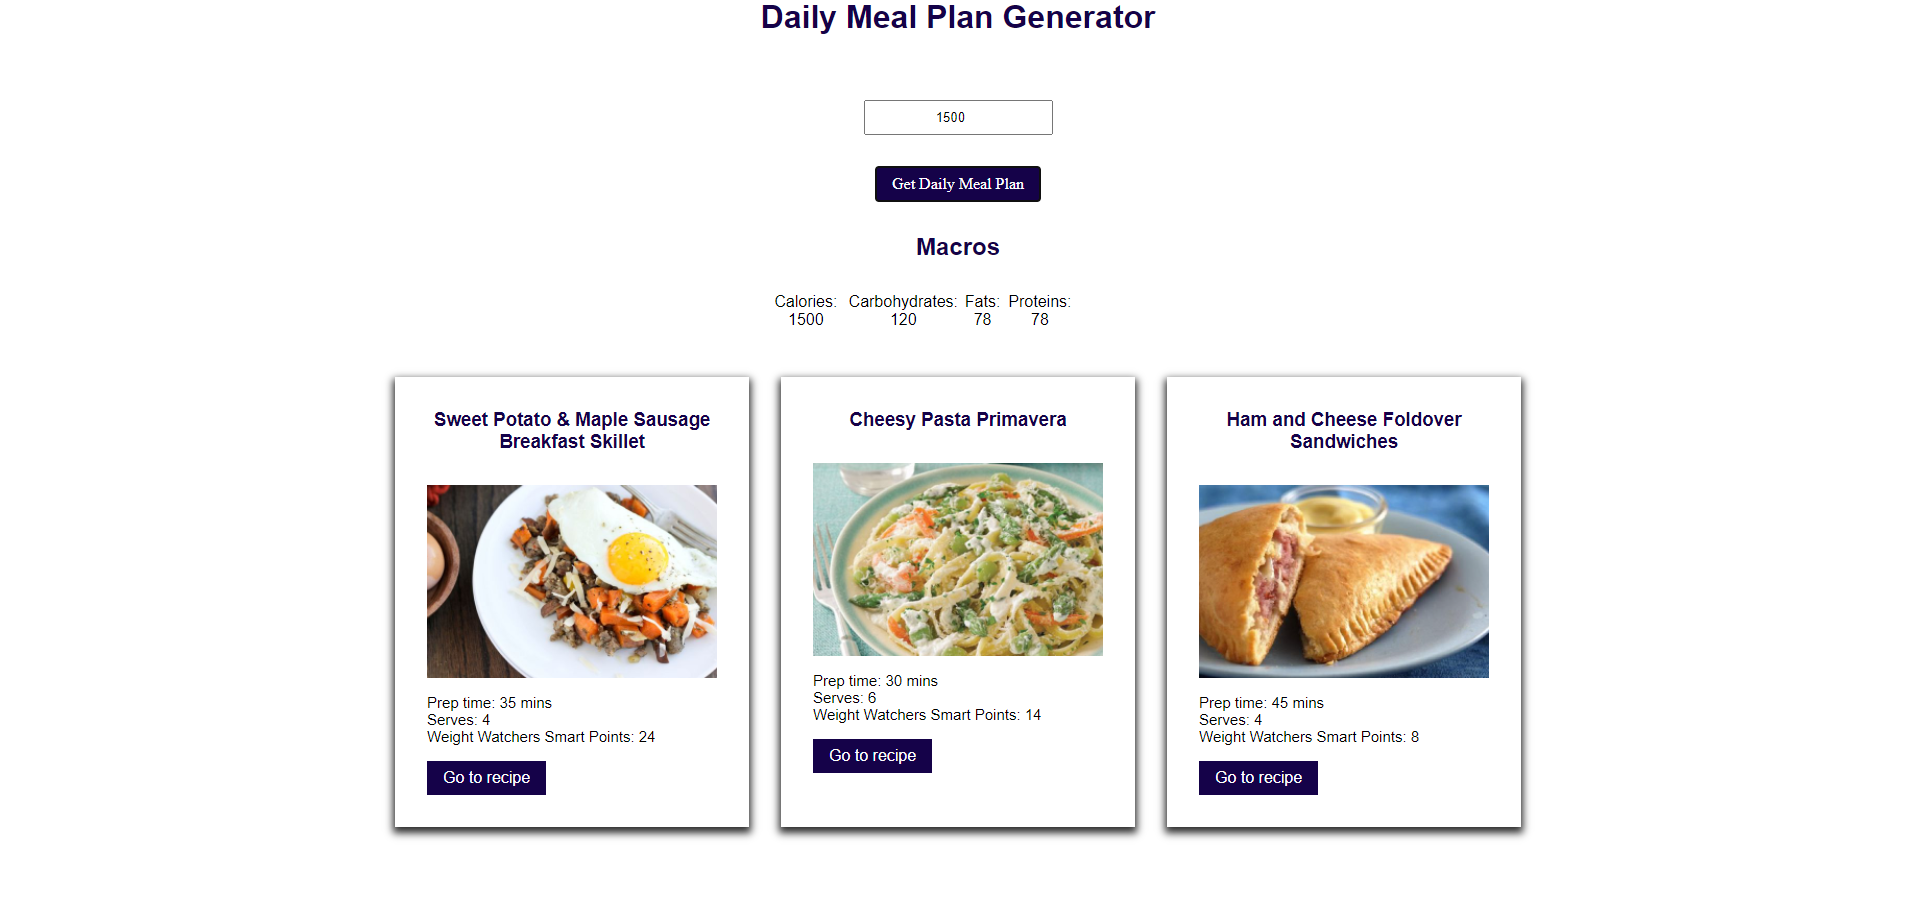 Daily Meal Plan Generator
1500
Get Daily Meal Plan
Macros
Calories: Carbohydrates: Fats: Proteins:
1500 120 78 78
Sweet Potato & Maple Sausage
Breakfast Skillet
Prep time: 35 mins
Serves: 4
Weight Watchers Smart Points: 24
Go to recipe
Cheesy Pasta Primavera
Prep time: 30 mins
Serves: 6
Weight Watchers Smart Points: 14
Go to recipe
Ham and Cheese Foldover
Sandwiches
Prep time: 45 mins
Serves: 4
Weight Watchers Smart Points: 8
Go to recipe